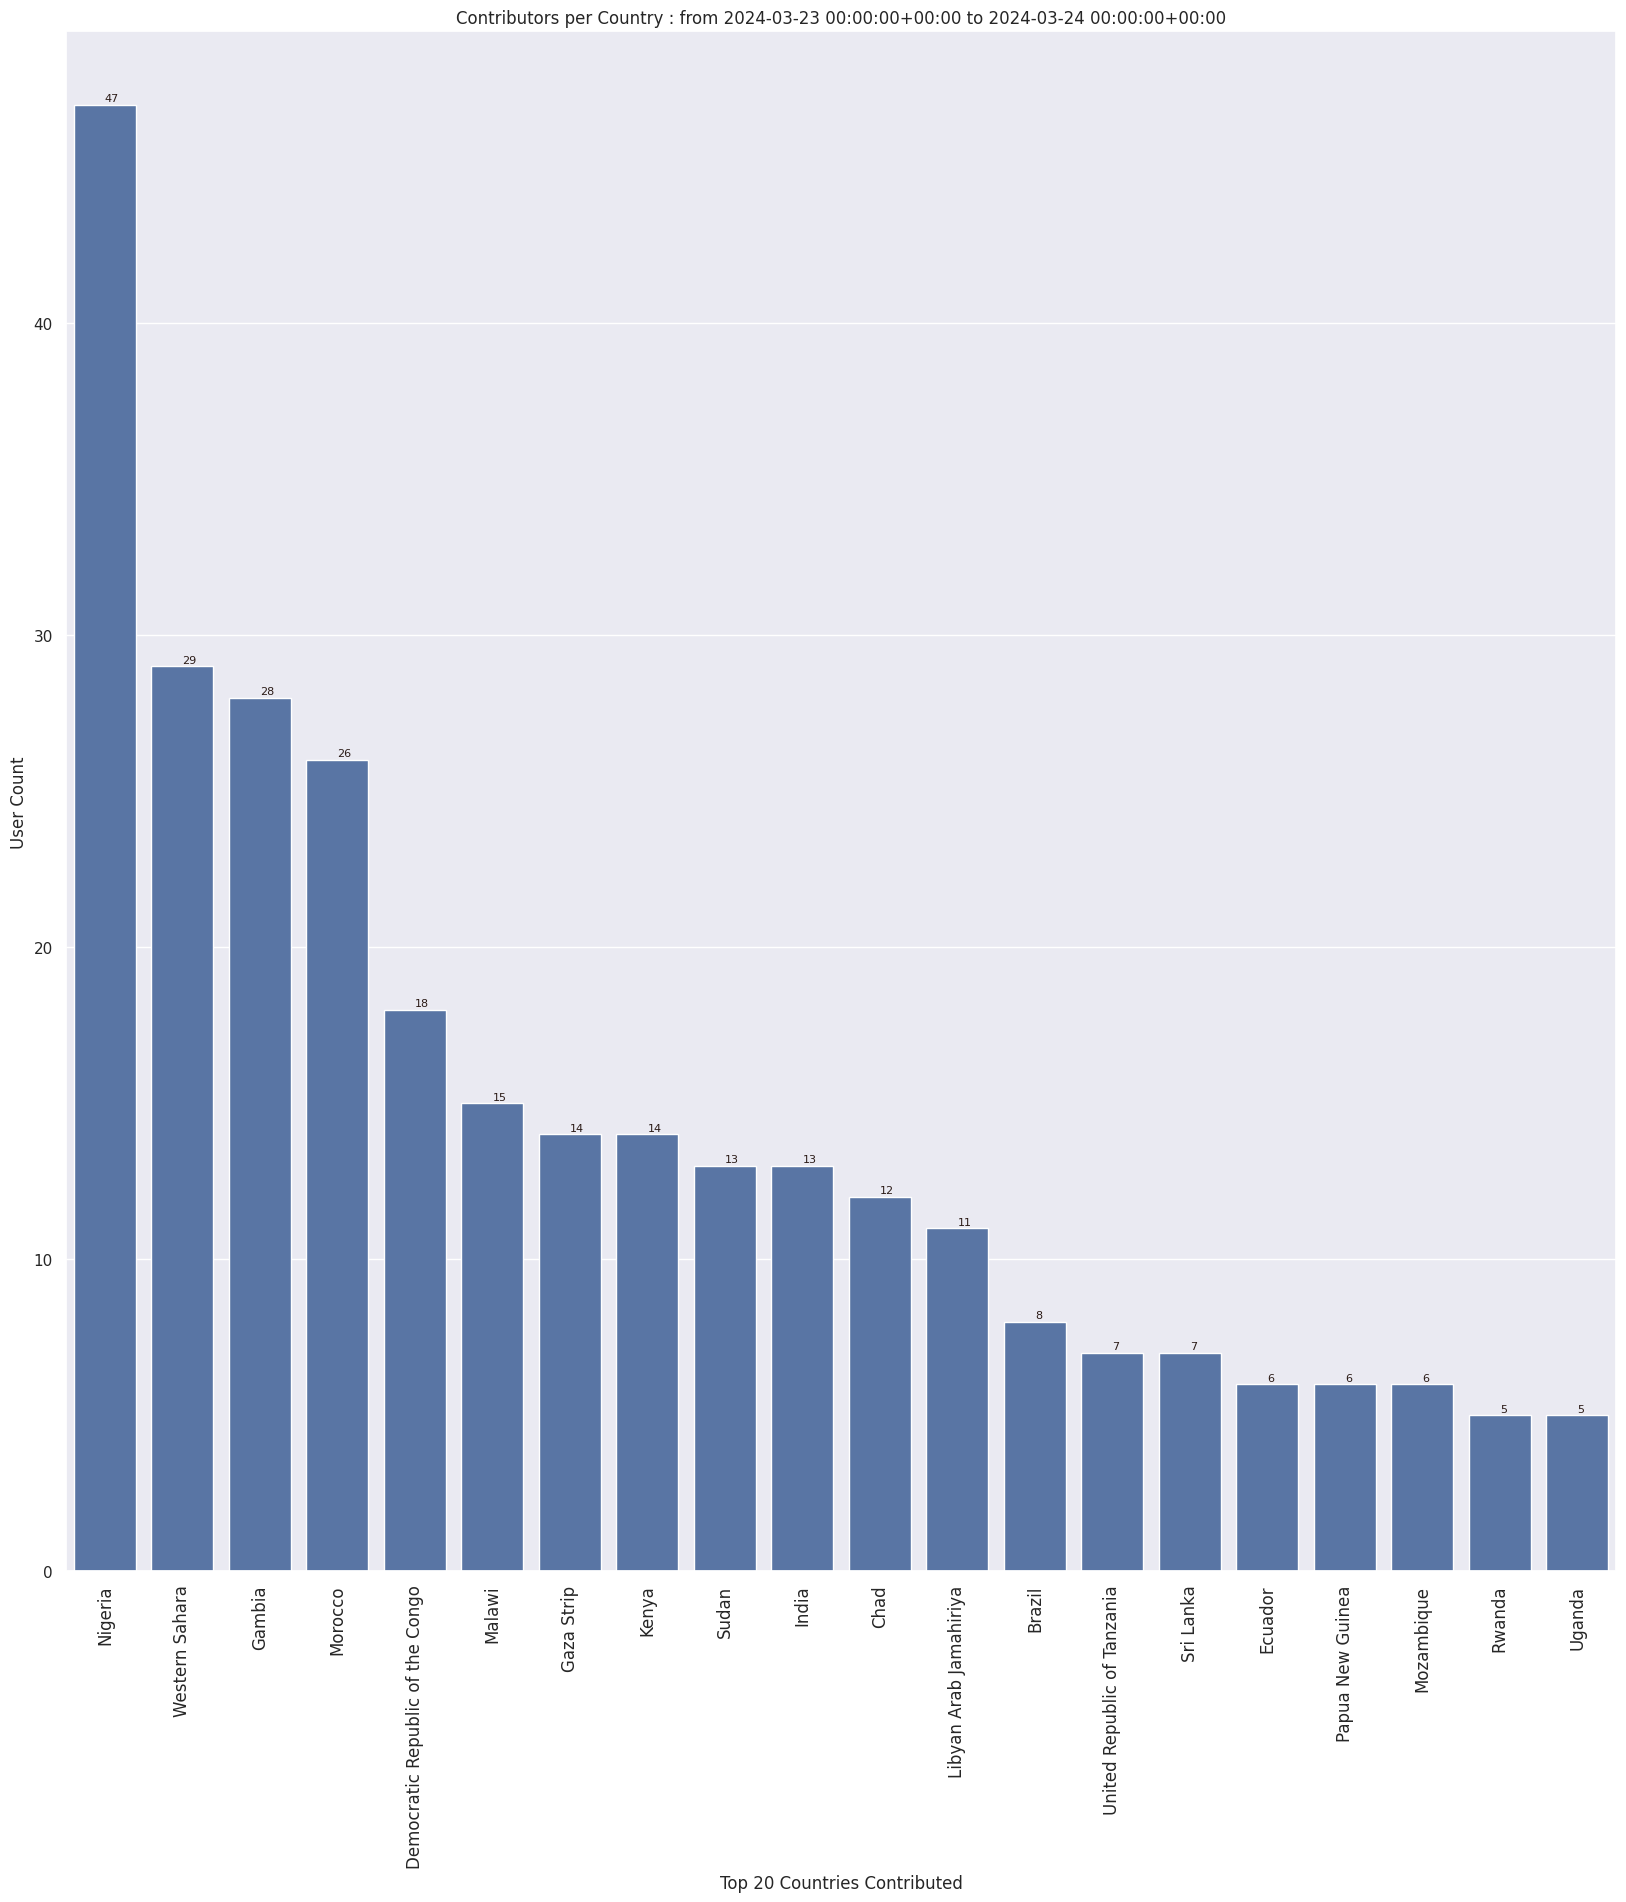 Contributors per Country : from 2024-03-23 00:00:00+00:00 to 2024-03-24 00:00:00+00:00
User Count
40
30
20
10
0
47
29
28
26
18
15
14
14
13
13
12
11
8
7
7
6
6
6
5
5
Nigeria
Western Sahara
Gambia
Morocco
Democratic Republic of the Congo
Malawi
Gaza Strip
Kenya
Sudan
India
Chad
Libyan Arab Jamahiriya
Brazil
United Republic of Tanzania
Sri Lanka
Ecuador
Papua New Guinea
Mozambique
Rwanda
Uganda
Top 20 Countries Contributed